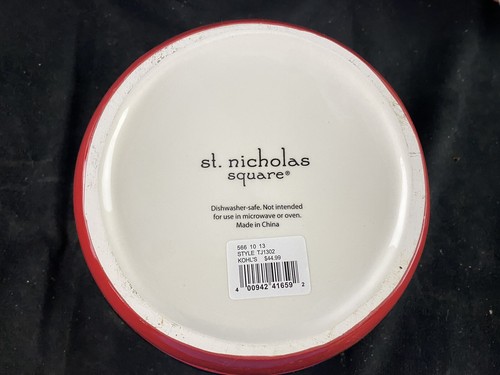 st. nicholas
square®
Dishwasher-safe. Not intended
for use in microwave or oven.
Made in China
566 10 13
STYLE TJ1302
KOHL'S $44.99
4 00942 41659 2